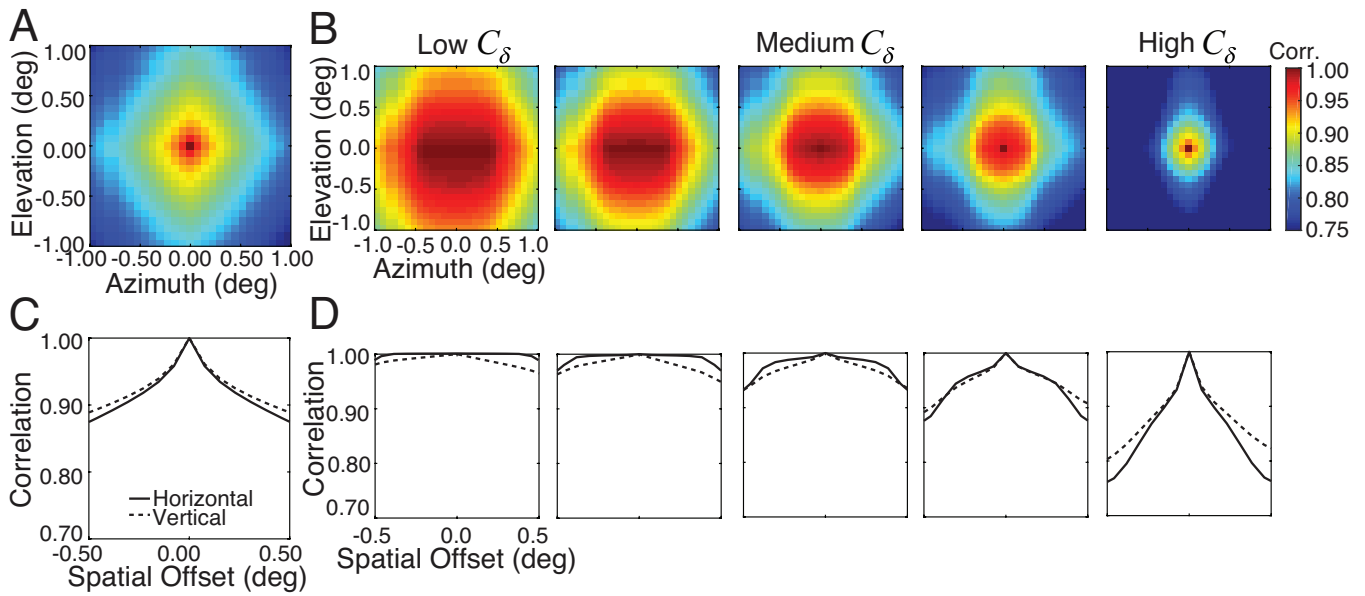 A
Elevation (deg)
1.00
0.50
0.00
-0.50
-1.00
-1.00 -0.50 0.00 0.50 1.00
Azimuth (deg)
B
Low Cδ
Medium Cδ
High Cδ
Elevation (deg)
1.0
0.5
0.0
-0.5
-1.0
-1.0 -0.5 0.0 0.5 1.0
Azimuth (deg)
Corr.
1.00
0.95
0.90
0.85
0.80
0.75
C
Correlation
1.00
0.90
0.80
0.70
Horizontal
Vertical
-0.50 0.00 0.50
Spatial Offset (deg)
D
Correlation
1.00
0.90
0.80
0.70
-0.5 0.0 0.5
Spatial Offset (deg)